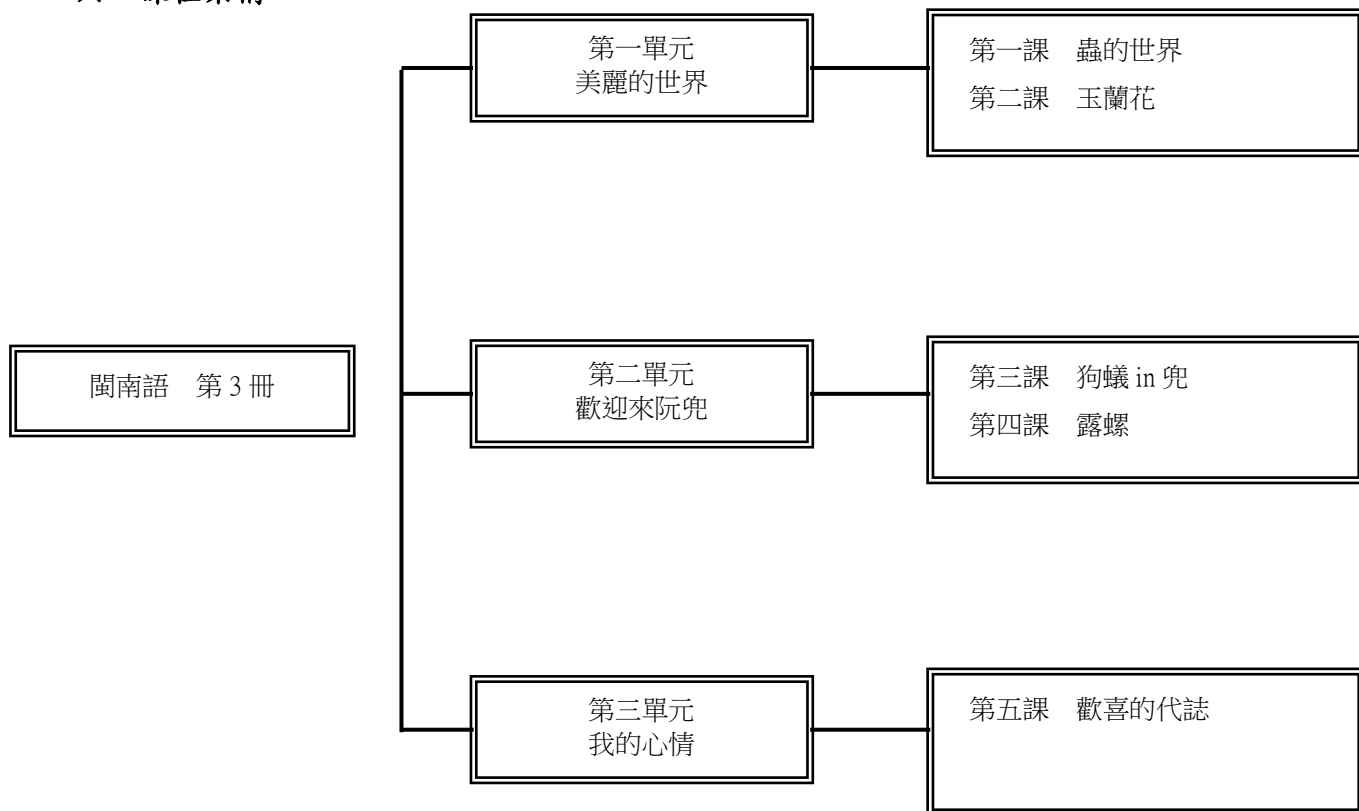 第一單元
美麗的世界
第一課　蟲的世界
第二課　玉蘭花
閩南語　第 3 冊
第二單元
歡迎來阮兜
第三課　狗蟻 in 兜
第四課　露螺
第三單元
我的心情
第五課　歡喜的代誌